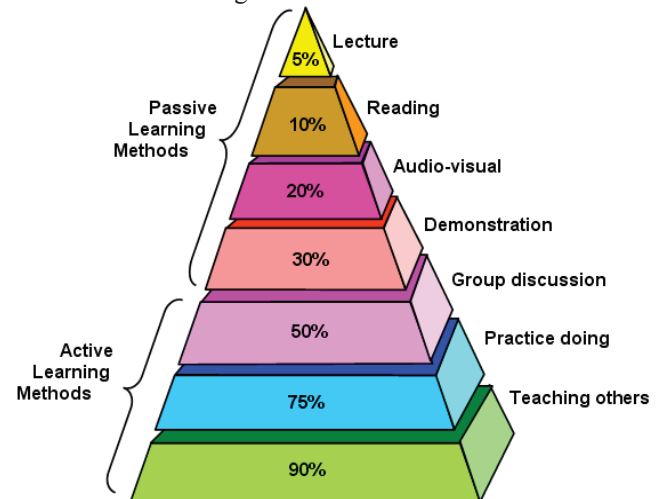 Lecture
5%
Passive
Learning
Methods
Reading
10%
Audio-visual
20%
Demonstration
30%
Group discussion
50%
Active
Learning
Methods
Practice doing
75%
Teaching others
90%